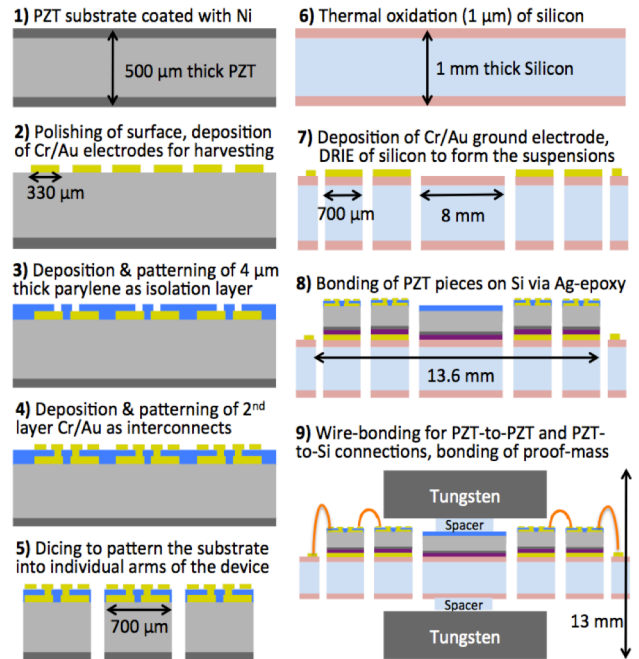 1) PZT substrate coated with Ni
500 µm thick PZT
2) Polishing of surface, deposition
of Cr/Au electrodes for harvesting
330 µm
3) Deposition & patterning of 4 µm
thick parylene as isolation layer
4) Deposition & patterning of 2nd
layer Cr/Au as interconnects
5) Dicing to pattern the substrate
into individual arms of the device
700 µm
6) Thermal oxidation (1 µm) of silicon
1 mm thick Silicon
7) Deposition of Cr/Au ground electrode,
DRIE of silicon to form the suspensions
700 µm
8 mm
8) Bonding of PZT pieces on Si via Ag-epoxy
13.6 mm
9) Wire-bonding for PZT-to-PZT and PZT-
to-Si connections, bonding of proof-mass
Tungsten
Spacer
Spacer
Tungsten
13 mm